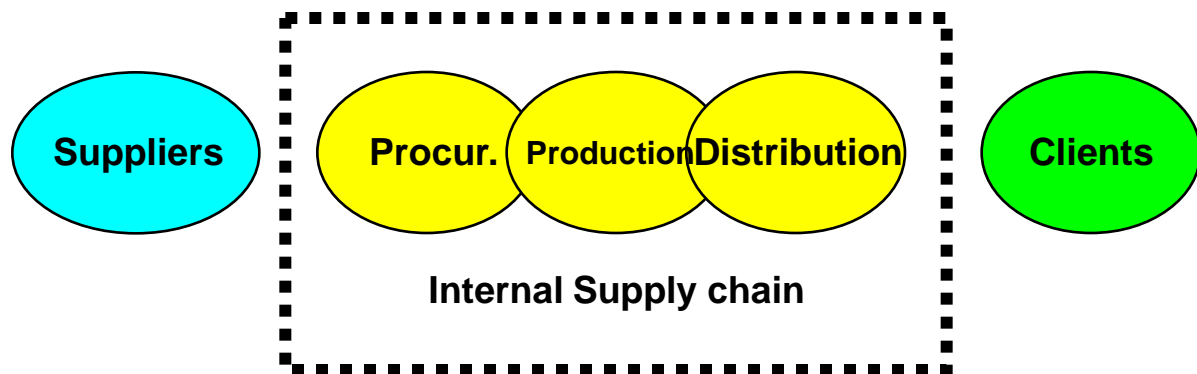 Suppliers
Procur.
Production
Distribution
Clients
Internal Supply chain